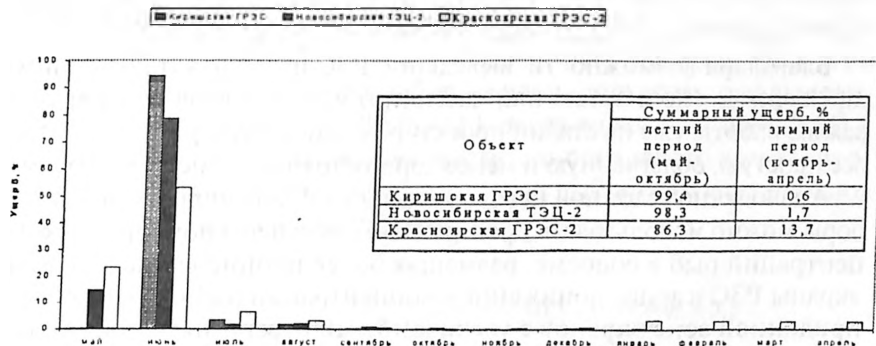 Киришская ГРЭС Новосибирская ТЭЦ-2 Красноярская ГРЭС-2
Ущерб, %
100
90
80
70
60
50
40
30
20
10
0
Объект
Суммарный ущерб, %
летний период (май-октябрь)
зимний период (ноябрь-апрель)
Киришская ГРЭС 99,4 0,6
Новосибирская ТЭЦ-2 98,3 1,7
Красноярская ГРЭС-2 86,3 13,7
май июнь июль август сентябрь октябрь ноябрь декабрь январь февраль март апрель